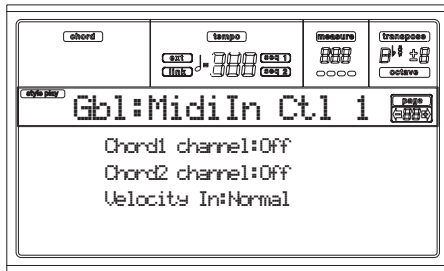 chord tempo measure transpose
ext seq 1
link seq 2
octave
style play page
Gbl:MidiIn Ctl 1
Chord1 channel:Off
Chord2 channel:Off
Velocity In:Normal